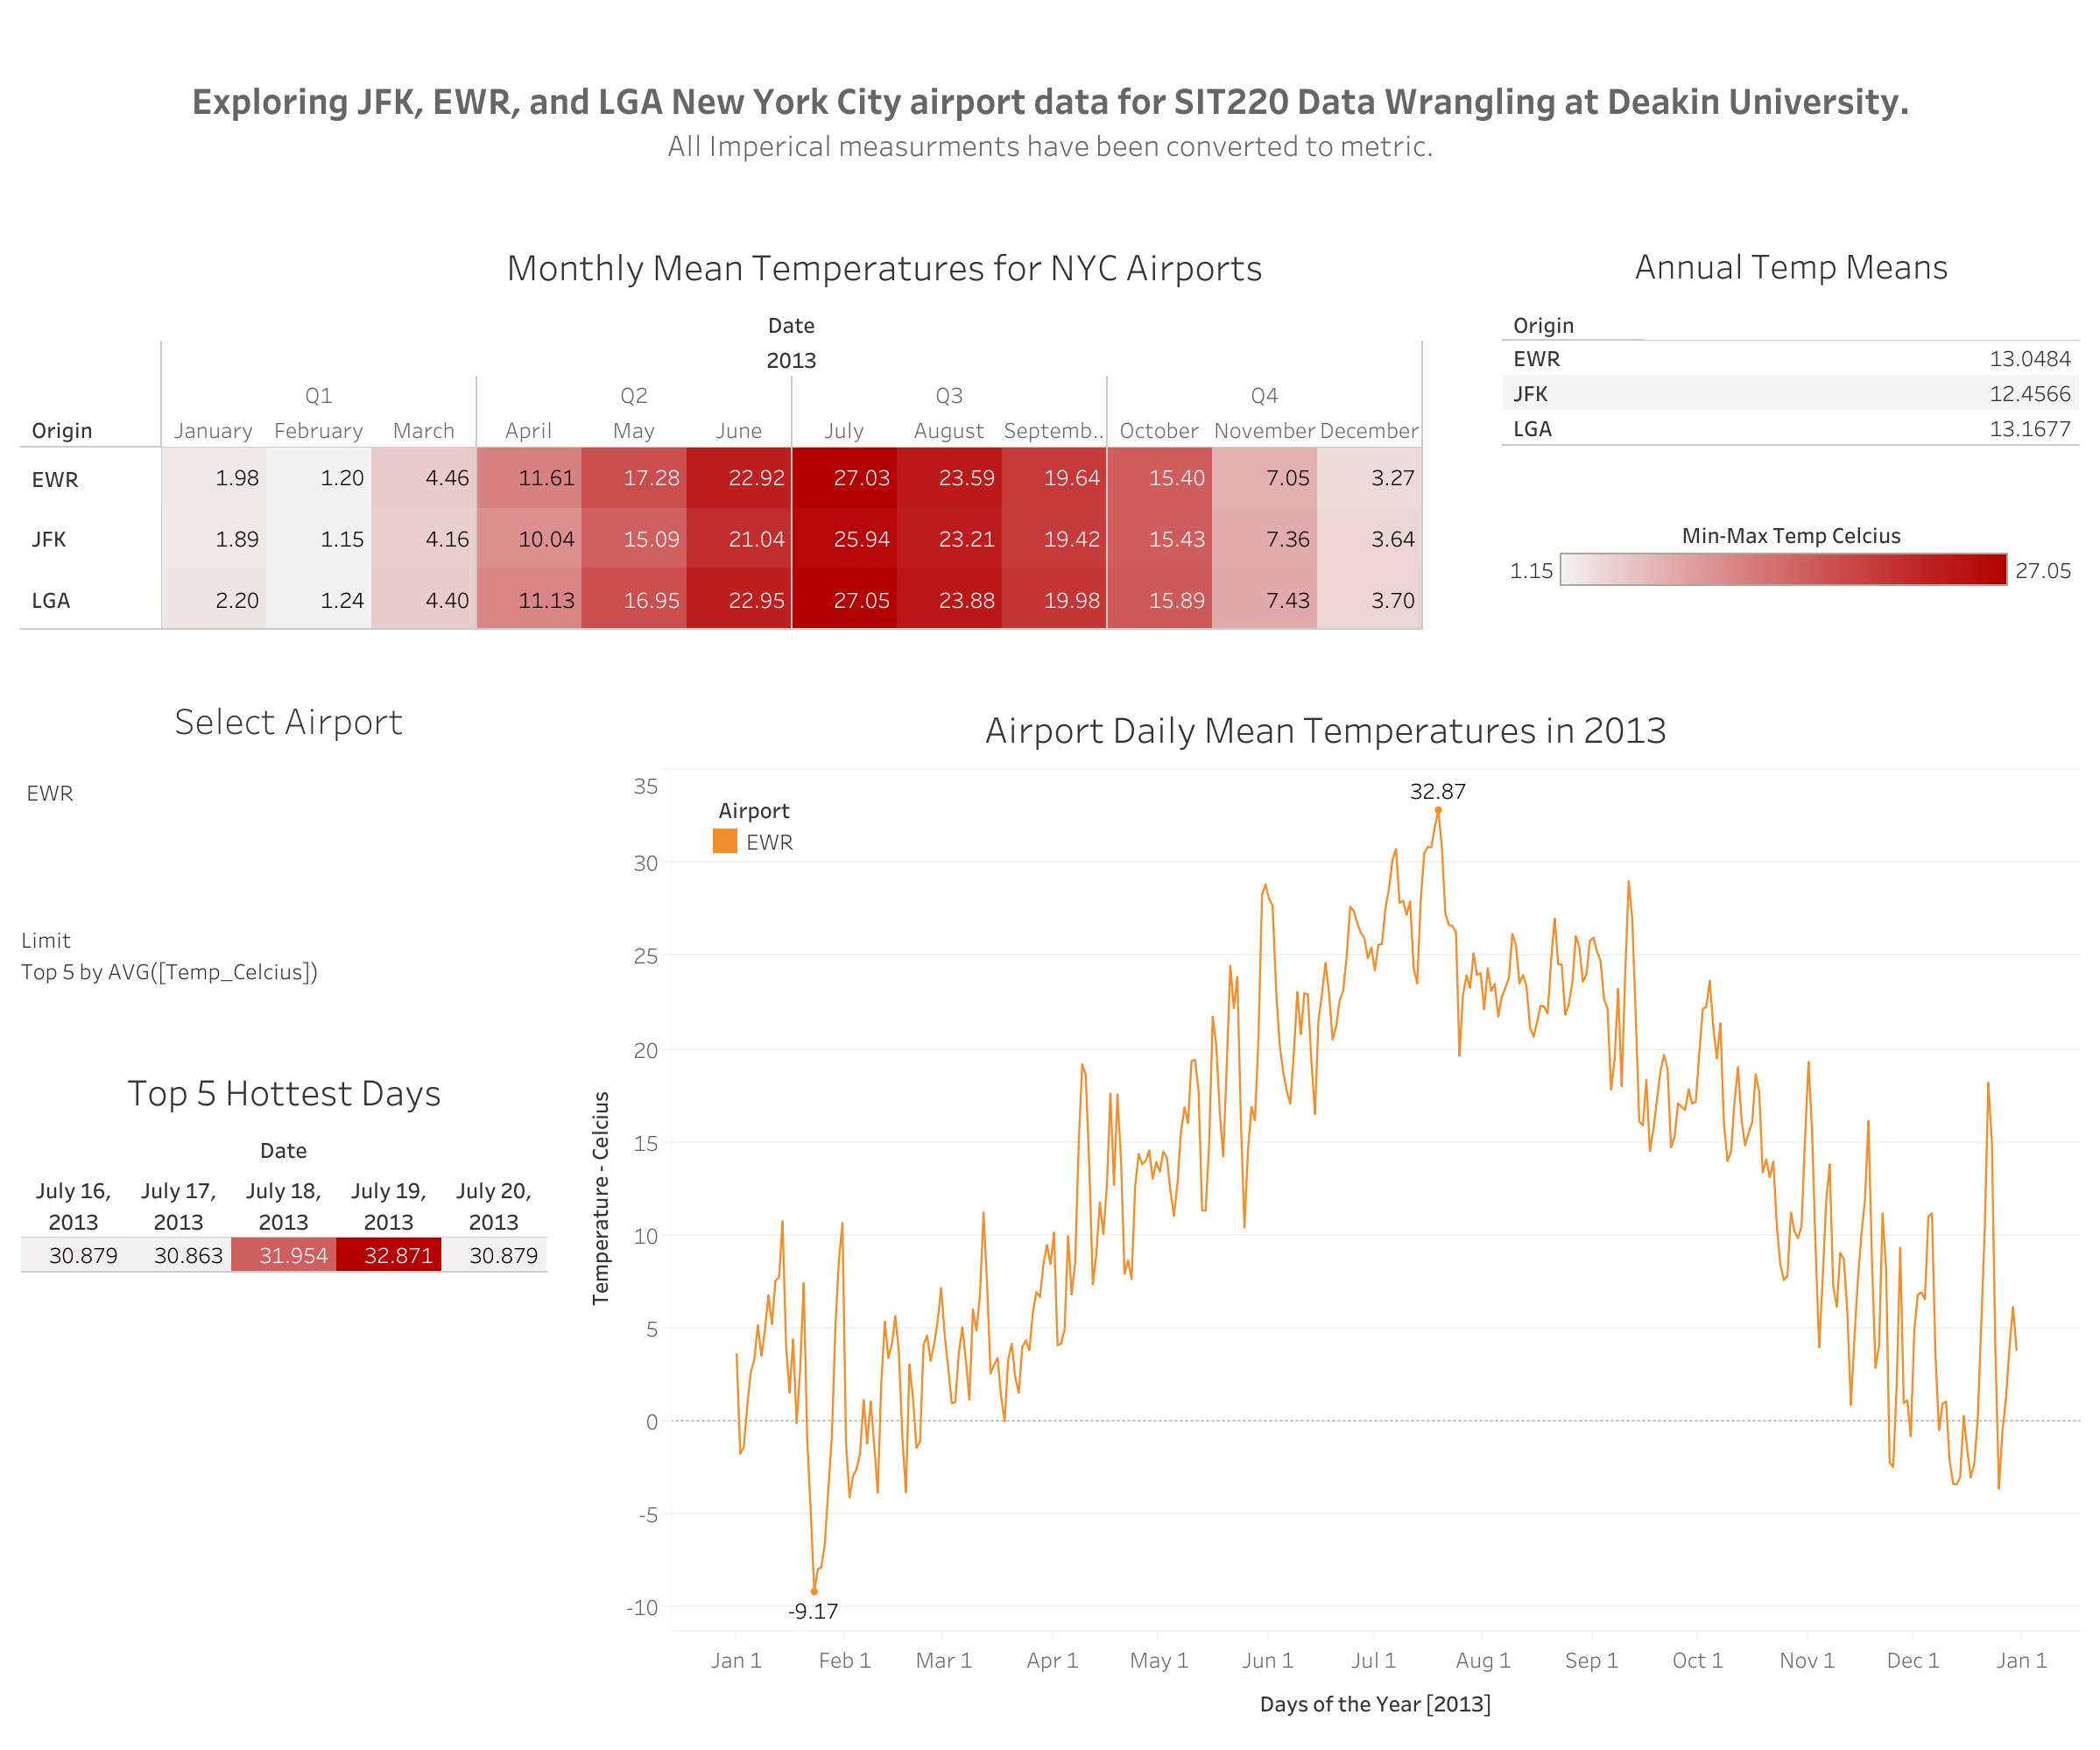 Exploring JFK, EWR, and LGA New York City airport data for SIT220 Data Wrangling at Deakin University.
All Imperical measurments have been converted to metric.
Monthly Mean Temperatures for NYC Airports
Date
2013
Q1 Q2 Q3 Q4
Origin January February March April May June July August Septemb.. October November December
EWR 1.98 1.20 4.46 11.61 17.28 22.92 27.03 23.59 19.64 15.40 7.05 3.27
JFK 1.89 1.15 4.16 10.04 15.09 21.04 25.94 23.21 19.42 15.43 7.36 3.64
LGA 2.20 1.24 4.40 11.13 16.95 22.95 27.05 23.88 19.98 15.89 7.43 3.70
Annual Temp Means
Origin
EWR 13.0484
JFK 12.4566
LGA 13.1677
Min-Max Temp Celcius
1.15 27.05
Select Airport
EWR
Limit
Top 5 by AVG([Temp_Celcius])
Top 5 Hottest Days
Date
July 16, July 17, July 18, July 19, July 20,
2013 2013 2013 2013 2013
30.879 30.863 31.954 32.871 30.879
Airport Daily Mean Temperatures in 2013
Airport
EWR
32.87
-9.17
Temperature - Celcius
35
30
25
20
15
10
5
0
-5
-10
Jan 1 Feb 1 Mar 1 Apr 1 May 1 Jun 1 Jul 1 Aug 1 Sep 1 Oct 1 Nov 1 Dec 1 Jan 1
Days of the Year [2013]